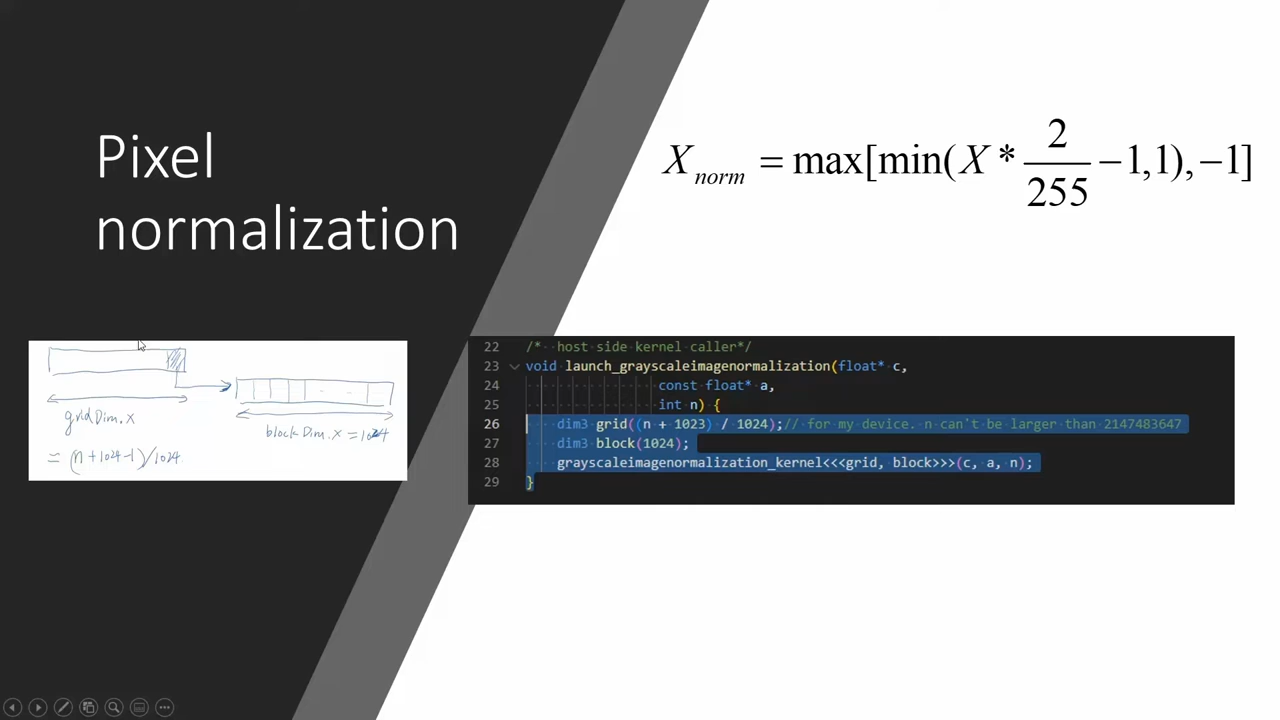 Pixel
normalization
X_norm = max[min(X * 2/255 − 1,1), −1]
gridDim.x
= (n+1024-1)/1024
blockDim.x = 1024
22 /* host side kernel caller*/
23 void launch_grayscaleimagenormalization(float* c,
24 const float* a,
25 int n) {
26 dim3 grid((n + 1023) / 1024);// for my device. n can't be larger than 2147483647
27 dim3 block(1024);
28 grayscaleimagenormalization_kernel<<<grid, block>>>(c, a, n);
29 }